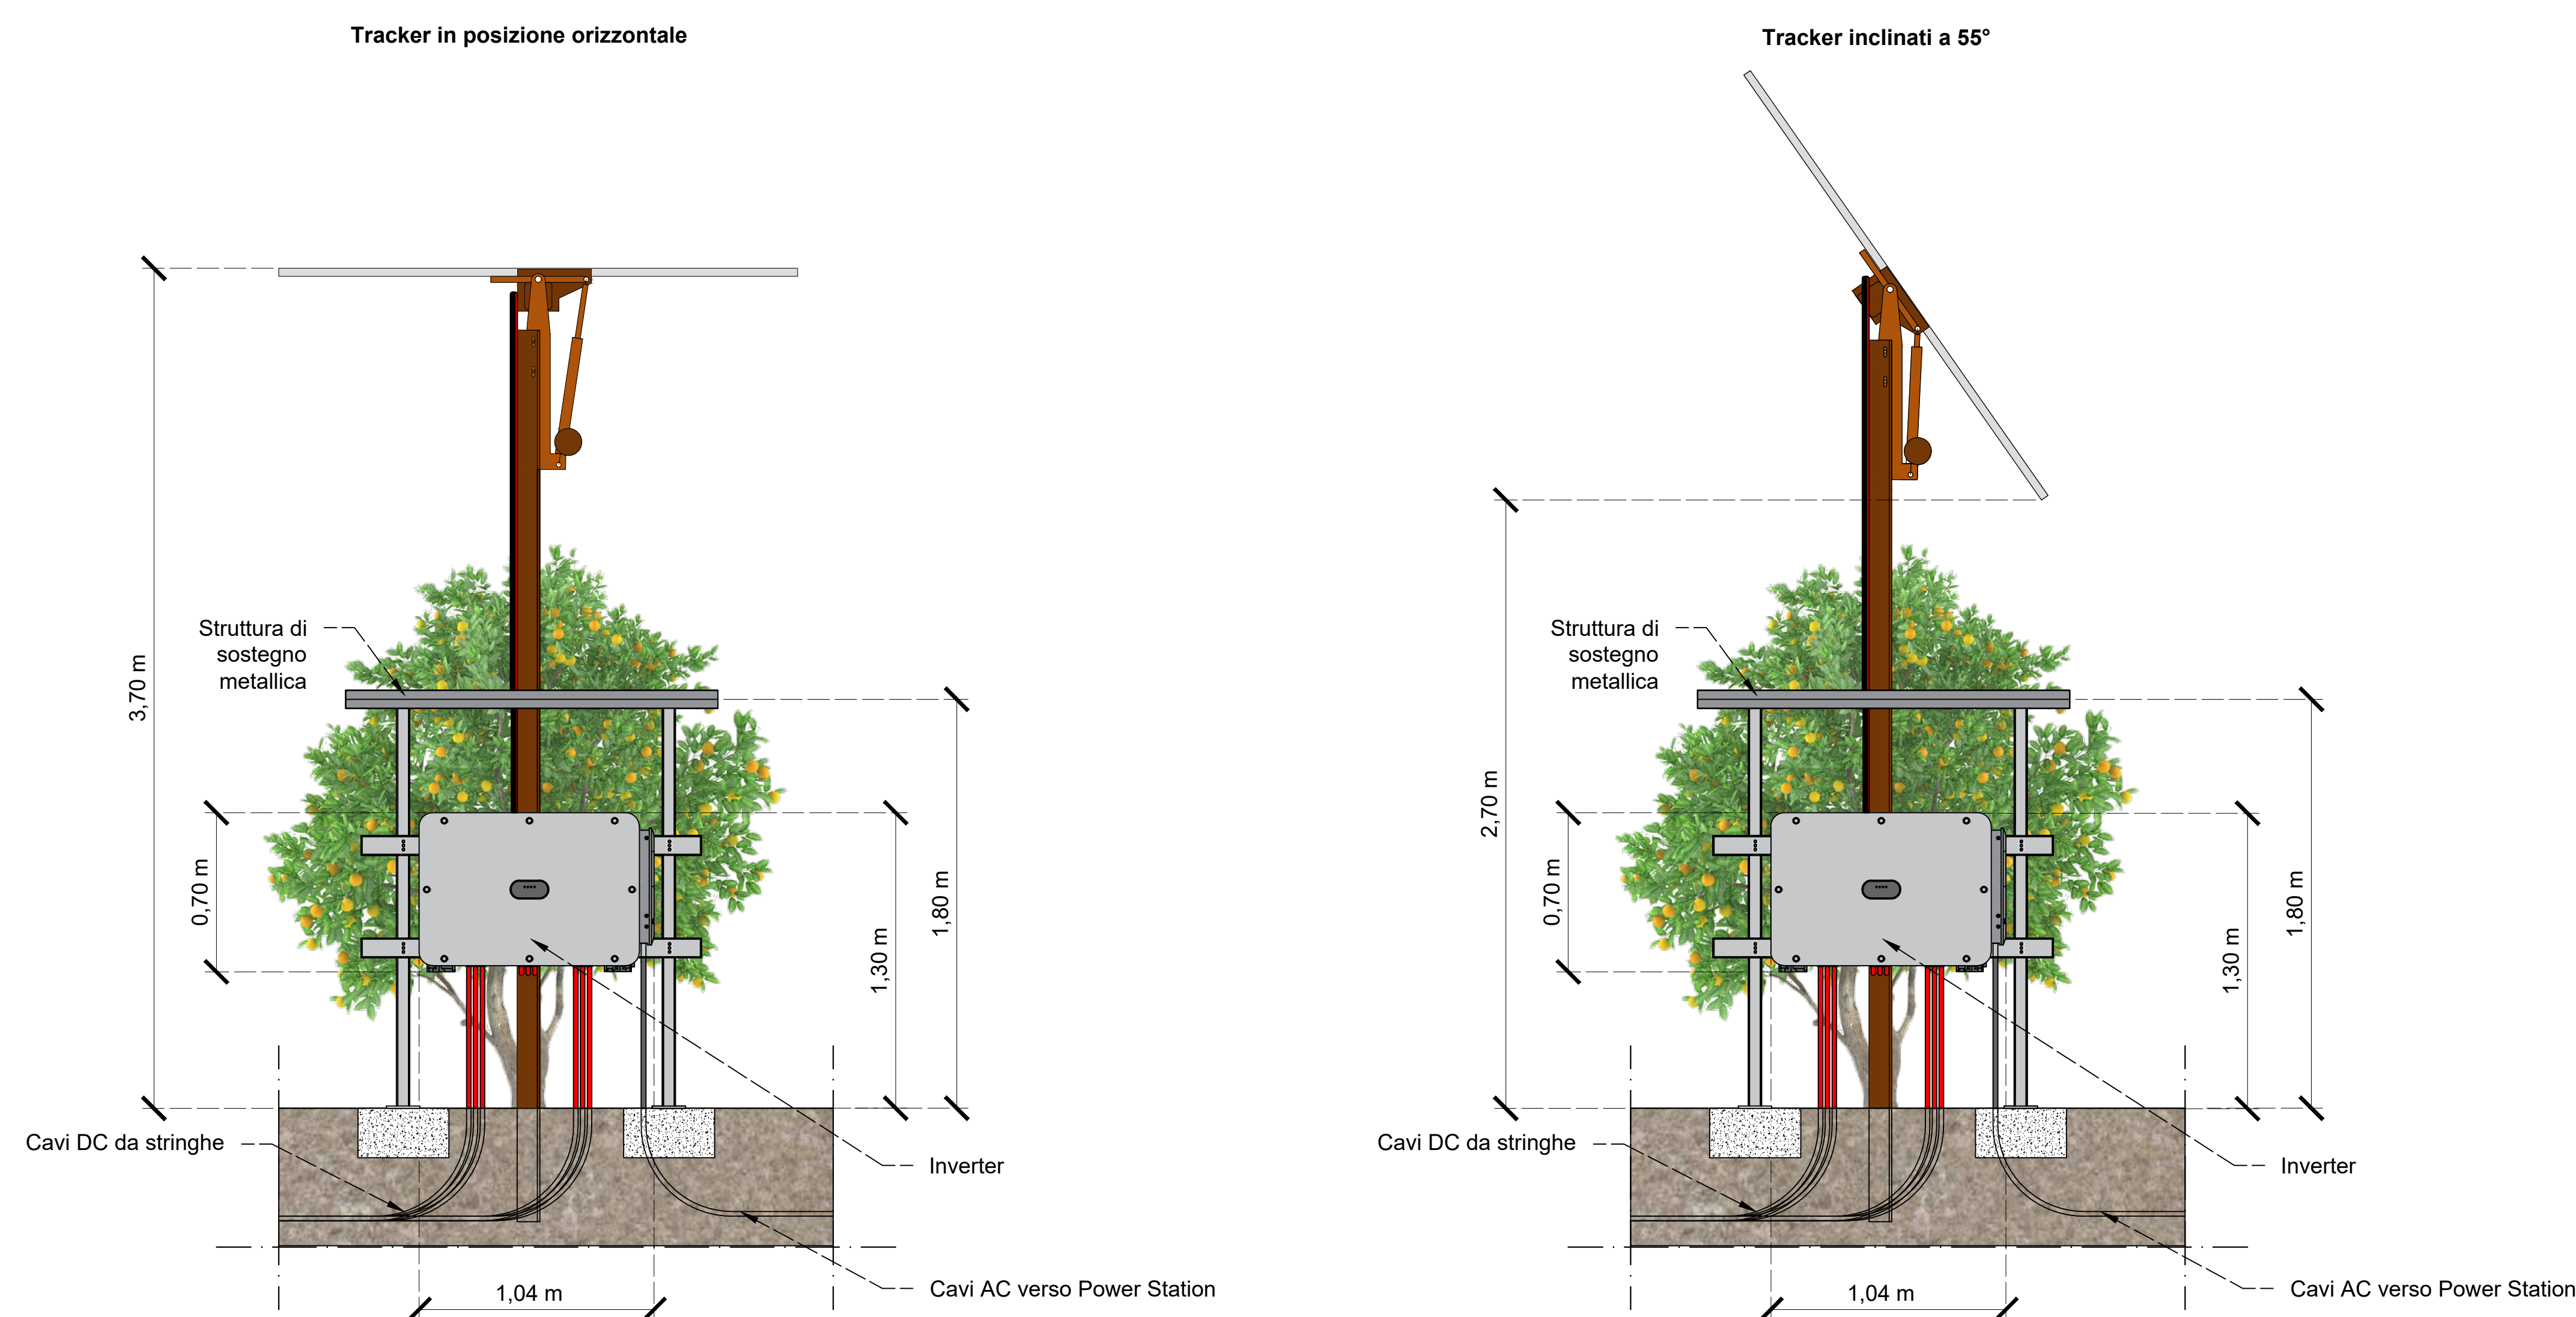 Tracker in posizione orizzontale
3,70 m
Struttura di
sostegno
metallica
0,70 m
1,80 m
1,30 m
Cavi DC da stringhe
Inverter
Cavi AC verso Power Station
1,04 m
Tracker inclinati a 55°
2,70 m
Struttura di
sostegno
metallica
0,70 m
1,80 m
1,30 m
Cavi DC da stringhe
Inverter
Cavi AC verso Power Station
1,04 m